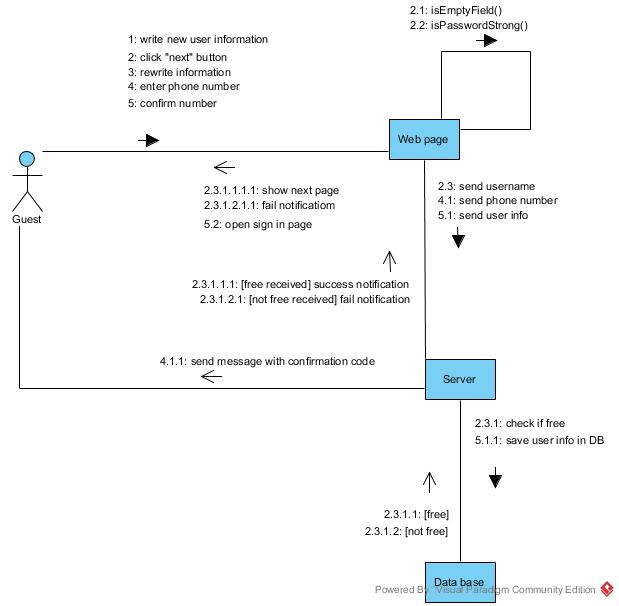 2.1: isEmptyField()
2.2: isPasswordStrong()
1: write new user information
2: click "next" button
3: rewrite information
4: enter phone number
5: confirm number
Web page
Guest
2.3.1.1.1.1: show next page
2.3.1.2.1.1: fail notificatiom
5.2: open sign in page
2.3: send username
4.1: send phone number
5.1: send user info
2.3.1.1.1: [free received] success notification
2.3.1.2.1: [not free received] fail notification
4.1.1: send message with confirmation code
Server
2.3.1: check if free
5.1.1: save user info in DB
2.3.1.1: [free]
2.3.1.2: [not free]
Data base
Powered By Visual Paradigm Community Edition